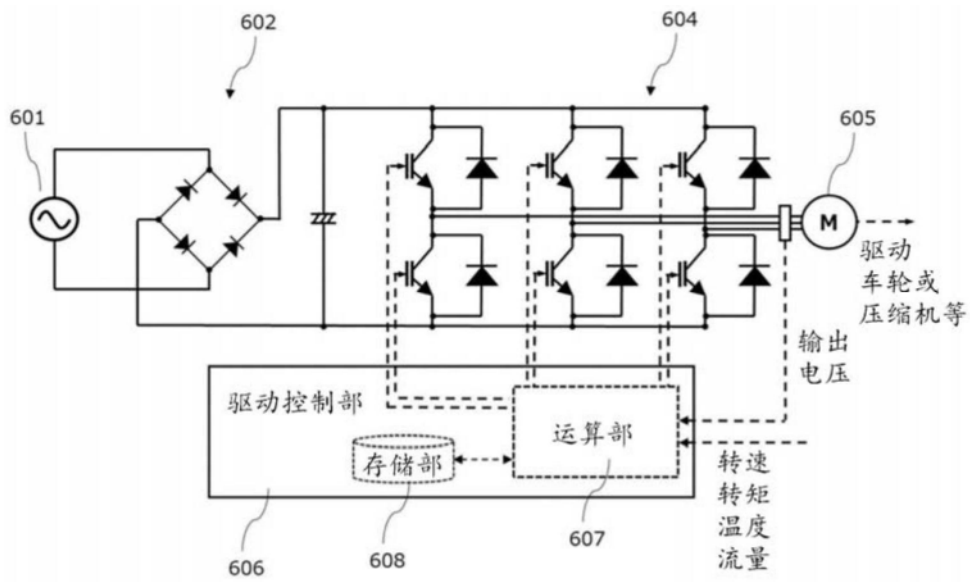 602
604
601
605
M
驱动
车轮或
压缩机等
输出
电压
驱动控制部
运算部
存储部
转速
转矩
温度
流量
606
608
607